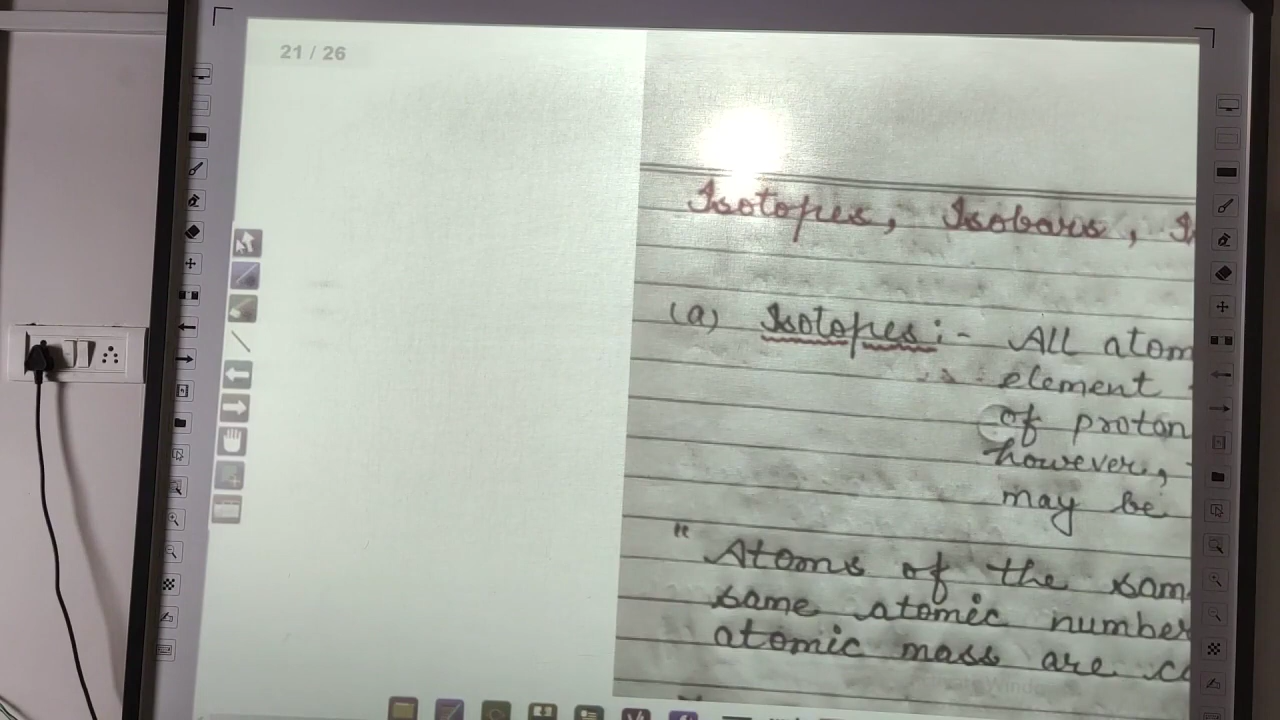 21 / 26
Isotopes, Isobars, I
(a) Isotopes :- All atom
element
of proton
however,
may be
" Atoms of the sam
same atomic number
atomic mass are c